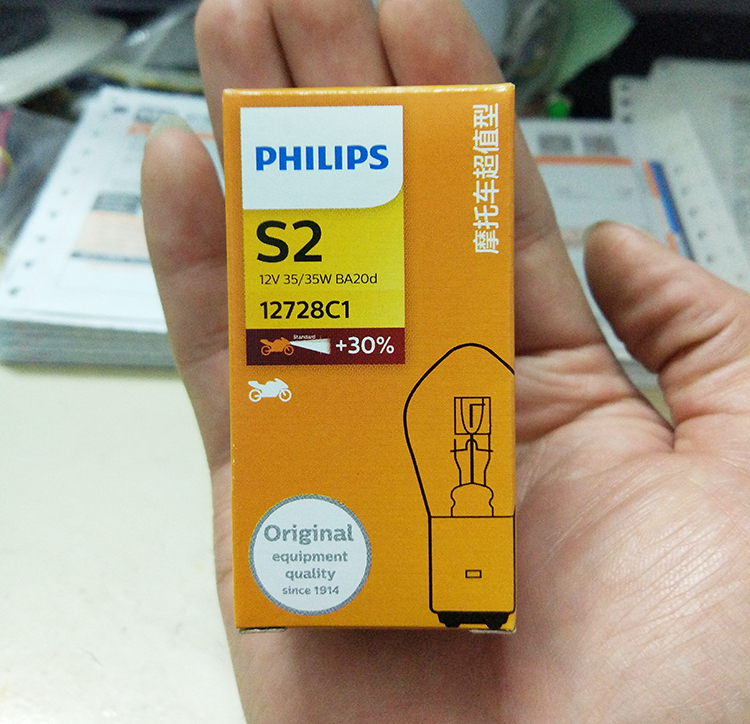 PHILIPS
摩托车超值型
S2
12V 35/35W BA20d
12728C1
Standard
+30%
Original
equipment
quality
since 1914